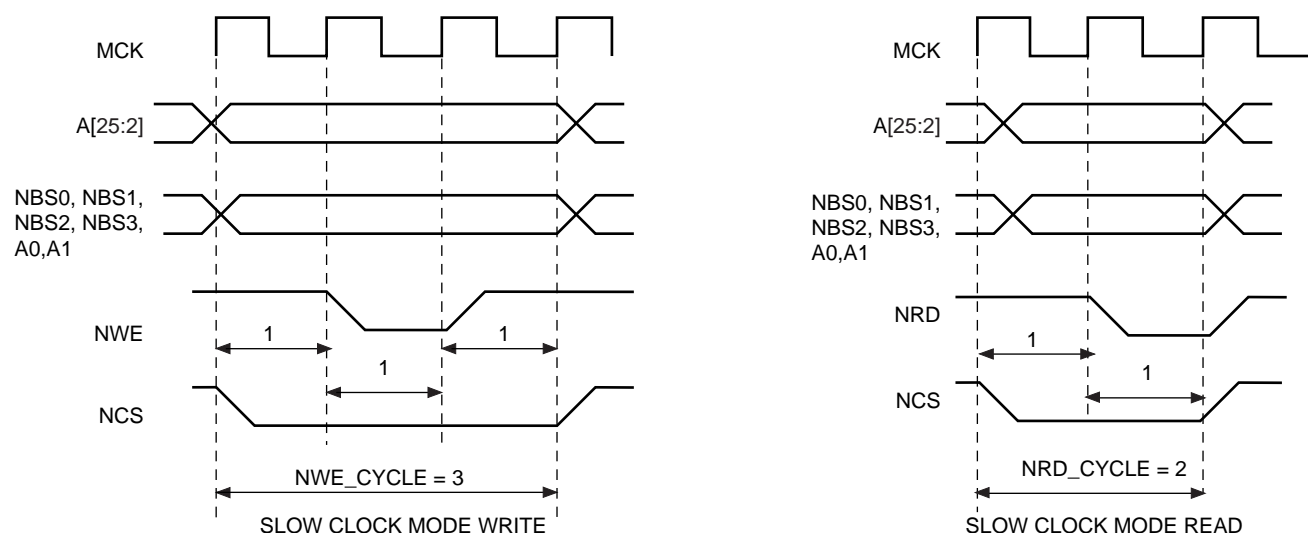 MCK
A[25:2]
NBS0, NBS1,
NBS2, NBS3,
A0,A1
NWE
1
1
1
NCS
NWE_CYCLE = 3
SLOW CLOCK MODE WRITE
MCK
A[25:2]
NBS0, NBS1,
NBS2, NBS3,
A0,A1
NRD
1
1
NCS
NRD_CYCLE = 2
SLOW CLOCK MODE READ